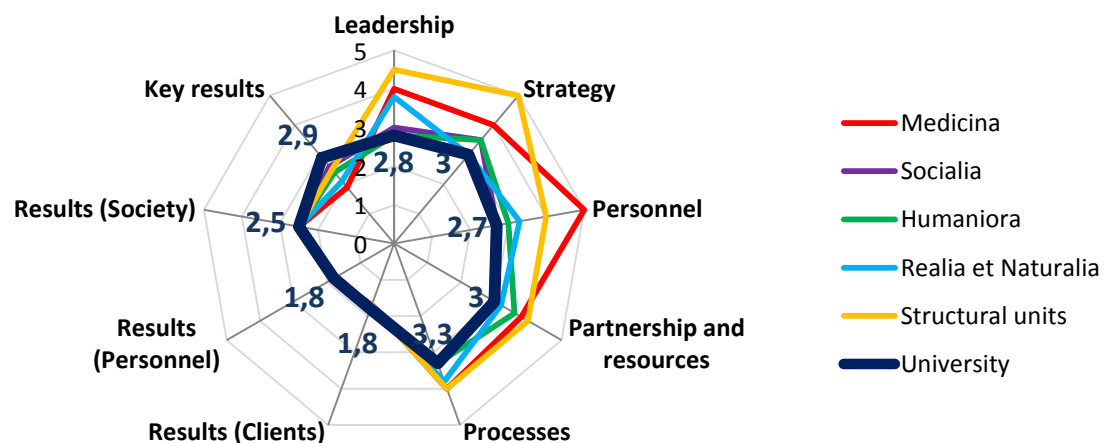 Leadership
5
4
3
2
1
0
Strategy
Personnel
Partnership and
resources
Processes
Results (Clients)
Results
(Personnel)
Results (Society)
Key results
2,8
3
2,7
3
3,3
1,8
1,8
2,5
2,9
Medicina
Socialia
Humaniora
Realia et Naturalia
Structural units
University